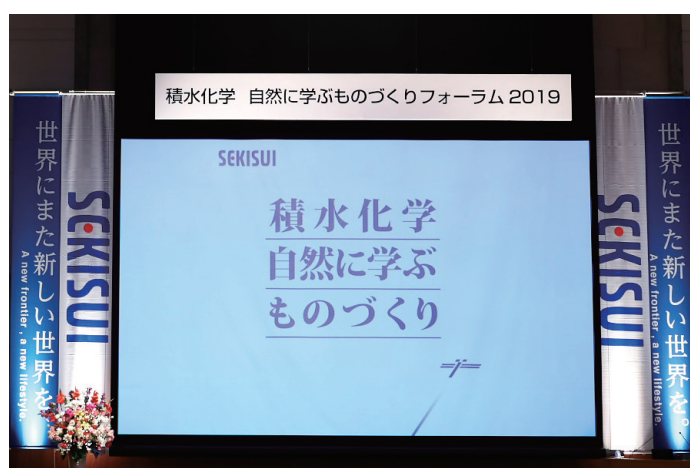 積水化学 自然に学ぶものづくりフォーラム 2019
世界にまた新しい世界を。
A new frontier, a new lifestyle.
SEKISUI
SEKISUI
積水化学
自然に学ぶ
ものづくり
SEKISUI
世界にまた新しい世界を。
A new frontier, a new lifestyle.